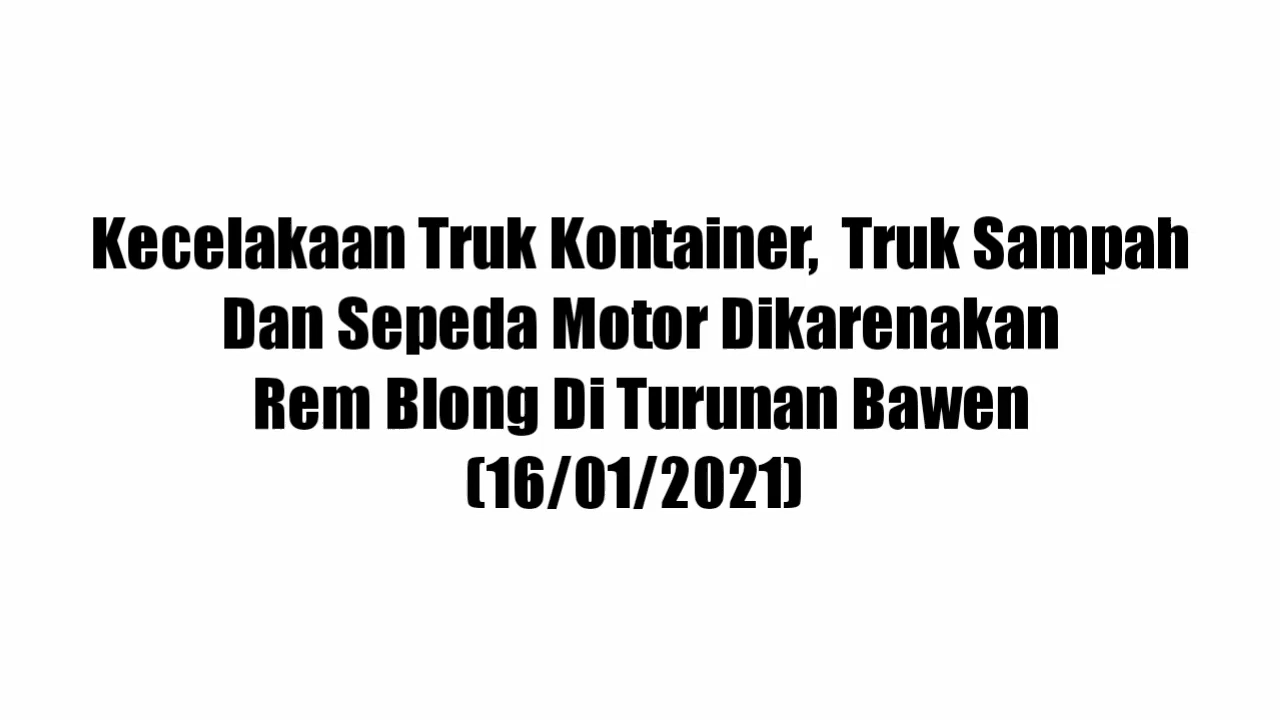 Kecelakaan Truk Kontainer, Truk Sampah
Dan Sepeda Motor Dikarenakan
Rem Blong Di Turunan Bawen
(16/01/2021)